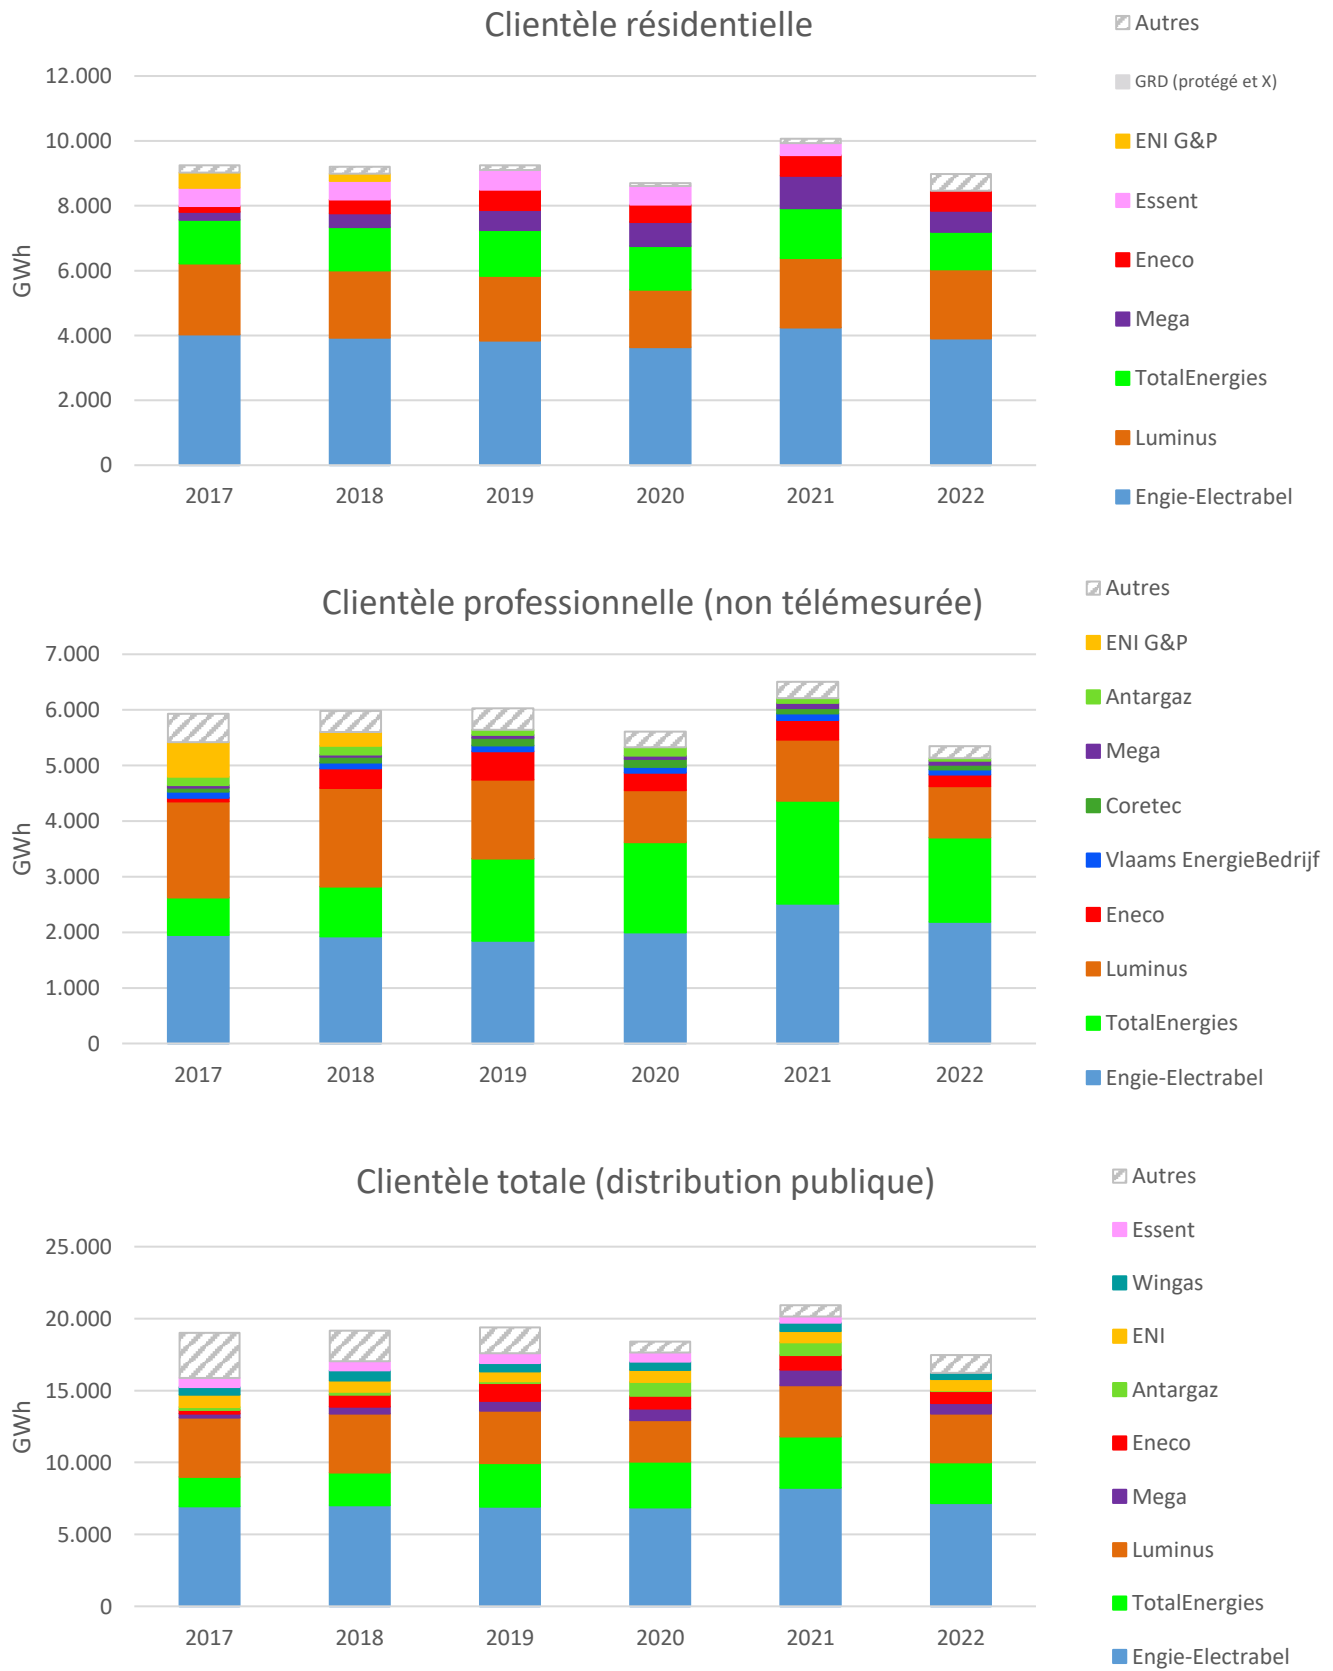 Clientèle résidentielle
12.000
10.000
8.000
6.000
4.000
2.000
0
GWh
2017 2018 2019 2020 2021 2022
Autres
GRD (protégé et X)
ENI G&P
Essent
Eneco
Mega
TotalEnergies
Luminus
Engie-Electrabel
Clientèle professionnelle (non télémesurée)
7.000
6.000
5.000
4.000
3.000
2.000
1.000
0
GWh
2017 2018 2019 2020 2021 2022
Autres
ENI G&P
Antargaz
Mega
Coretec
Vlaams EnergieBedrijf
Eneco
Luminus
TotalEnergies
Engie-Electrabel
Clientèle totale (distribution publique)
25.000
20.000
15.000
10.000
5.000
0
GWh
2017 2018 2019 2020 2021 2022
Autres
Essent
Wingas
ENI
Antargaz
Eneco
Mega
Luminus
TotalEnergies
Engie-Electrabel